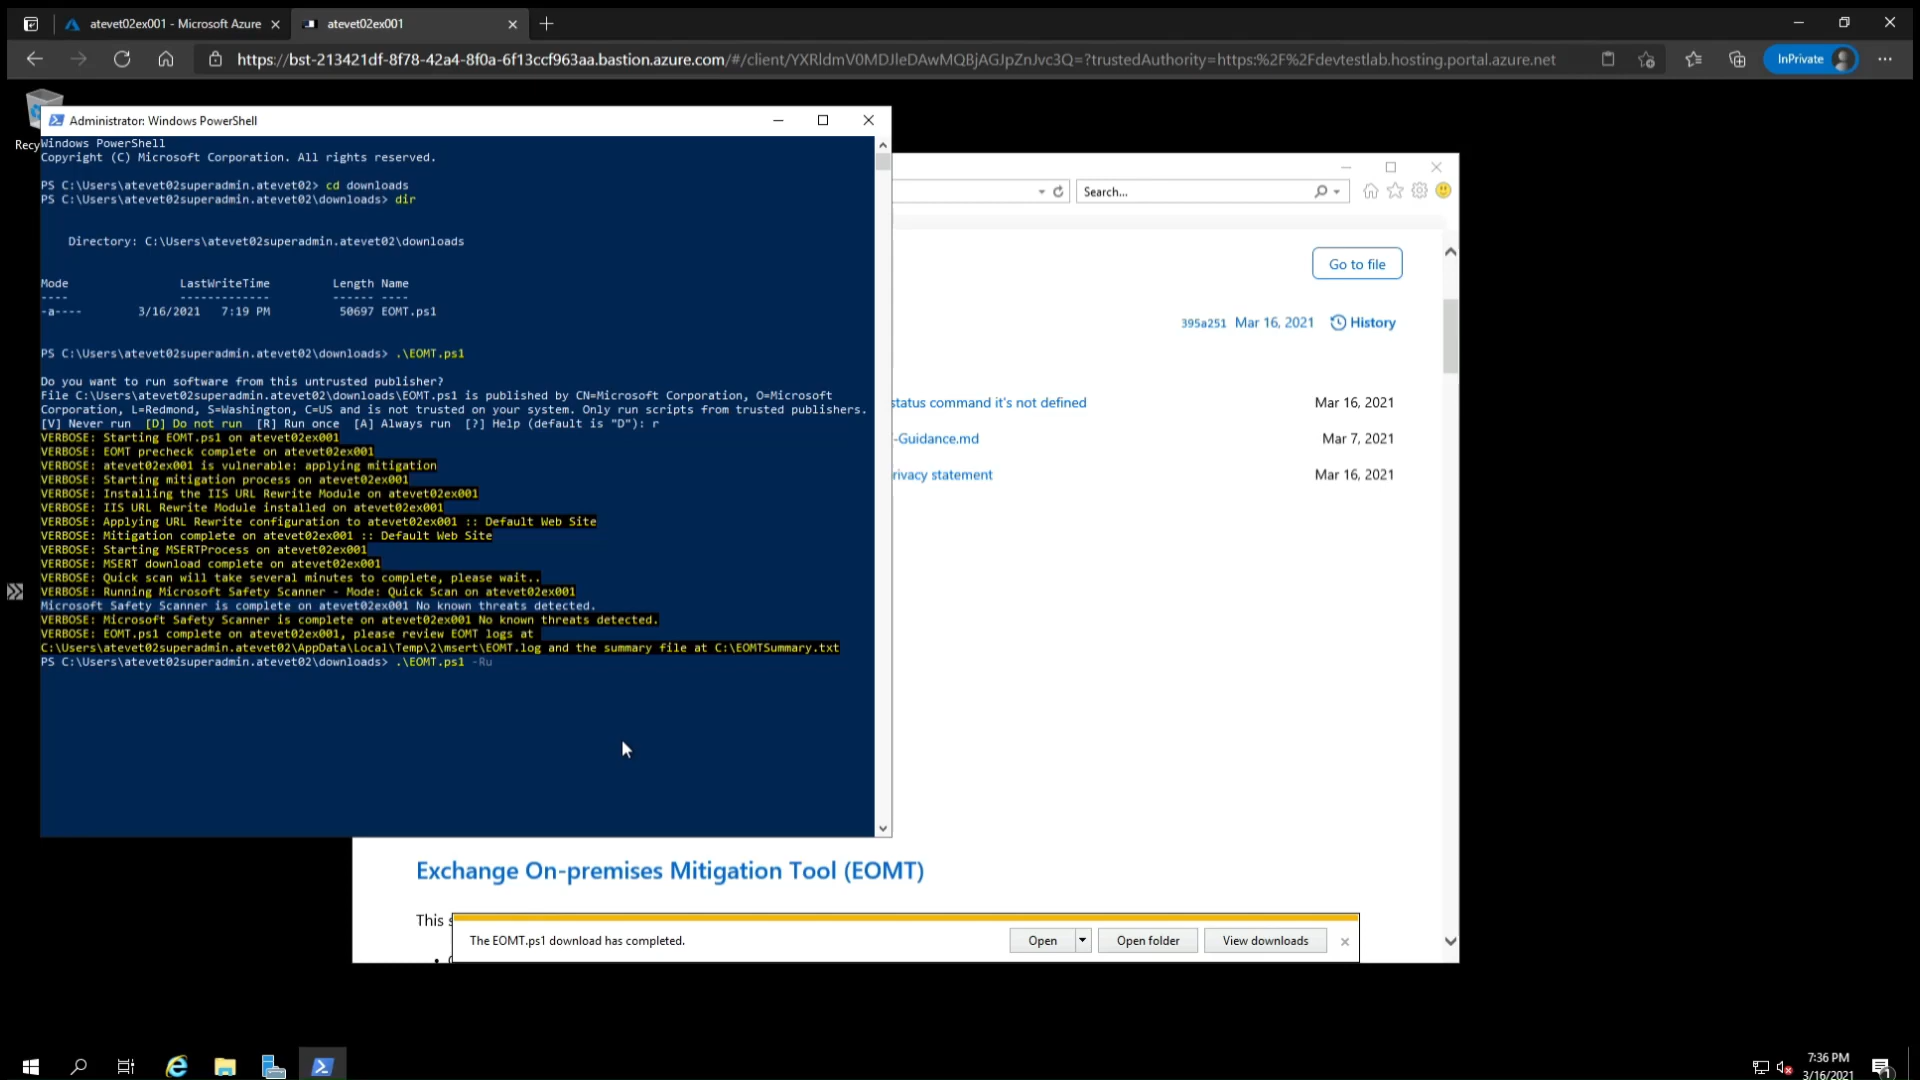 atevet02ex001 - Microsoft Azure
atevet02ex001
https://bst-213421df-8f78-42a4-8f0a-6f13ccf963aa.bastion.azure.com/#/client/YXRldmV0MDJleDAwMQBjAGJpZnJvc3Q=?trustedAuthority=https:%2F%2Fdevtestlab.hosting.portal.azure.net
InPrivate
Recy
Administrator: Windows PowerShell
Windows PowerShell
Copyright (C) Microsoft Corporation. All rights reserved.
PS C:\Users\atevet02superadmin.atevet02> cd downloads
PS C:\Users\atevet02superadmin.atevet02\downloads> dir
Directory: C:\Users\atevet02superadmin.atevet02\downloads
Mode LastWriteTime Length Name
---- ------------- ------ ----
-a---- 3/16/2021 7:19 PM 50697 EOMT.ps1
PS C:\Users\atevet02superadmin.atevet02\downloads> .\EOMT.ps1
Do you want to run software from this untrusted publisher?
File C:\Users\atevet02superadmin.atevet02\downloads\EOMT.ps1 is published by CN=Microsoft Corporation, O=Microsoft
Corporation, L=Redmond, S=Washington, C=US and is not trusted on your system. Only run scripts from trusted publishers.
[V] Never run [D] Do not run [R] Run once [A] Always run [?] Help (default is "D"): r
VERBOSE: Starting EOMT.ps1 on atevet02ex001
VERBOSE: EOMT precheck complete on atevet02ex001
VERBOSE: atevet02ex001 is vulnerable: applying mitigation
VERBOSE: Starting mitigation process on atevet02ex001
VERBOSE: Installing the IIS URL Rewrite Module on atevet02ex001
VERBOSE: IIS URL Rewrite Module installed on atevet02ex001
VERBOSE: Applying URL Rewrite configuration to atevet02ex001 :: Default Web Site
VERBOSE: Mitigation complete on atevet02ex001 :: Default Web Site
VERBOSE: Starting MSERTProcess on atevet02ex001
VERBOSE: MSERT download complete on atevet02ex001
VERBOSE: Quick scan will take several minutes to complete, please wait..
VERBOSE: Running Microsoft Safety Scanner - Mode: Quick Scan on atevet02ex001
Microsoft Safety Scanner is complete on atevet02ex001 No known threats detected.
VERBOSE: Microsoft Safety Scanner is complete on atevet02ex001 No known threats detected.
VERBOSE: EOMT.ps1 complete on atevet02ex001, please review EOMT logs at
C:\Users\atevet02superadmin.atevet02\AppData\Local\Temp\2\msert\EOMT.log and the summary file at C:\EOMTSummary.txt
PS C:\Users\atevet02superadmin.atevet02\downloads> .\EOMT.ps1 -Ru
Search...
Go to file
395a251 Mar 16, 2021 History
status command it's not defined Mar 16, 2021
-Guidance.md Mar 7, 2021
rivacy statement Mar 16, 2021
Exchange On-premises Mitigation Tool (EOMT)
This s
The EOMT.ps1 download has completed.
Open
Open folder
View downloads
7:36 PM
3/16/2021
1